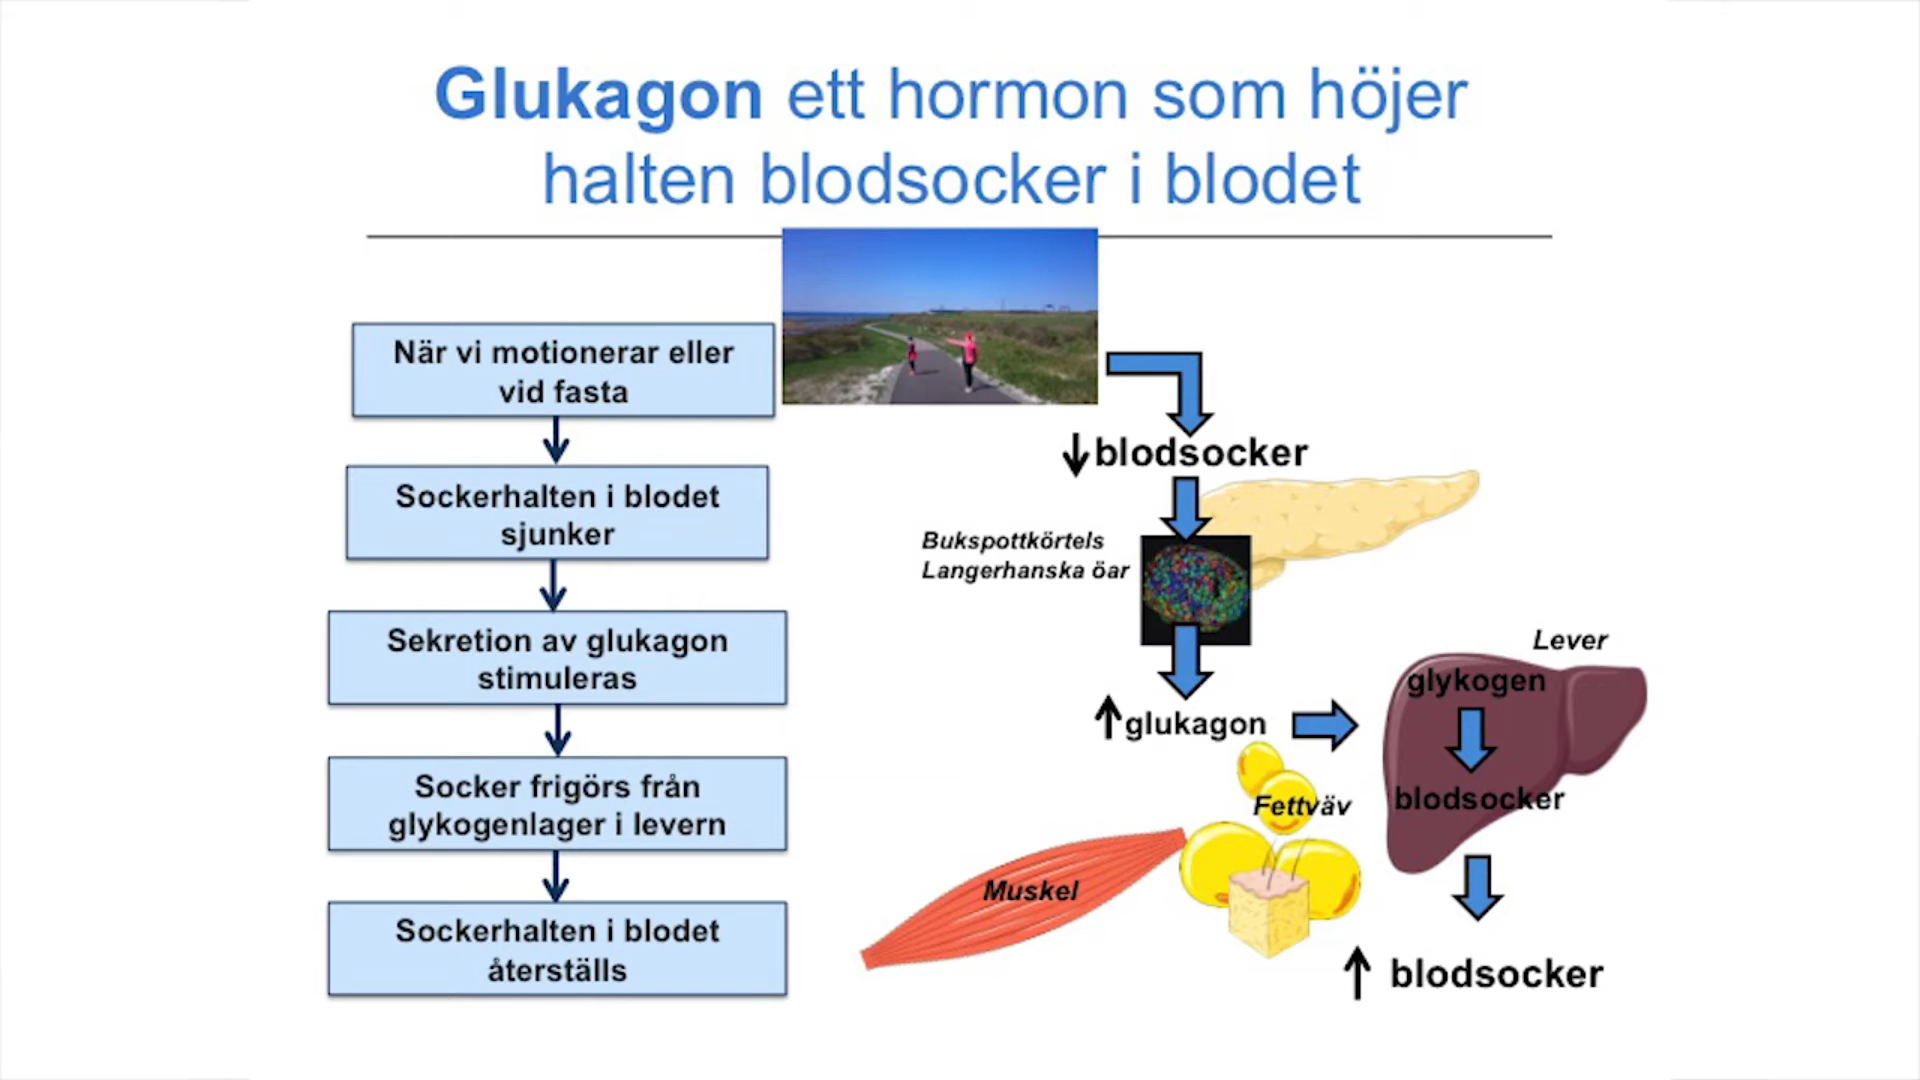 Glukagon ett hormon som höjer
halten blodsocker i blodet
När vi motionerar eller
vid fasta
Sockerhalten i blodet
sjunker
Sekretion av glukagon
stimuleras
Socker frigörs från
glykogenlager i levern
Sockerhalten i blodet
återställs
↓blodsocker
Bukspottkörtels
Langerhanska öar
↑glukagon
Lever
glykogen
blodsocker
Fettväv
Muskel
↑ blodsocker